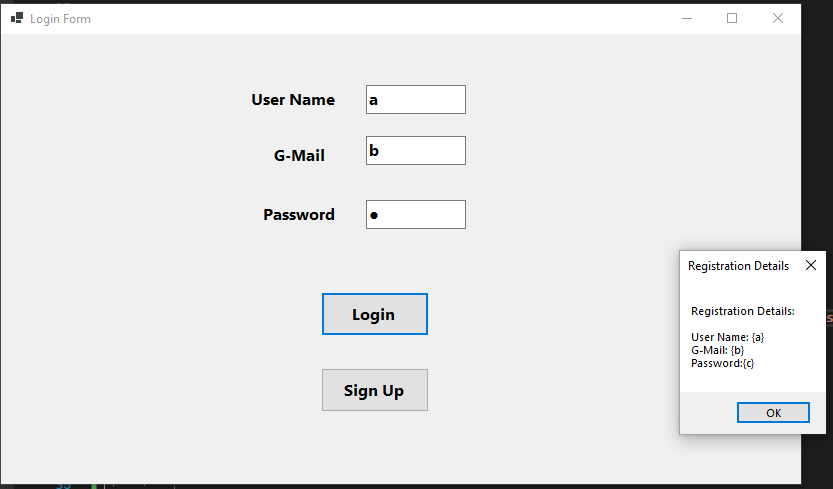 Login Form
User Name a
G-Mail b
Password ●
Login
Sign Up
Registration Details
Registration Details:
User Name: {a}
G-Mail: {b}
Password:{c}
OK